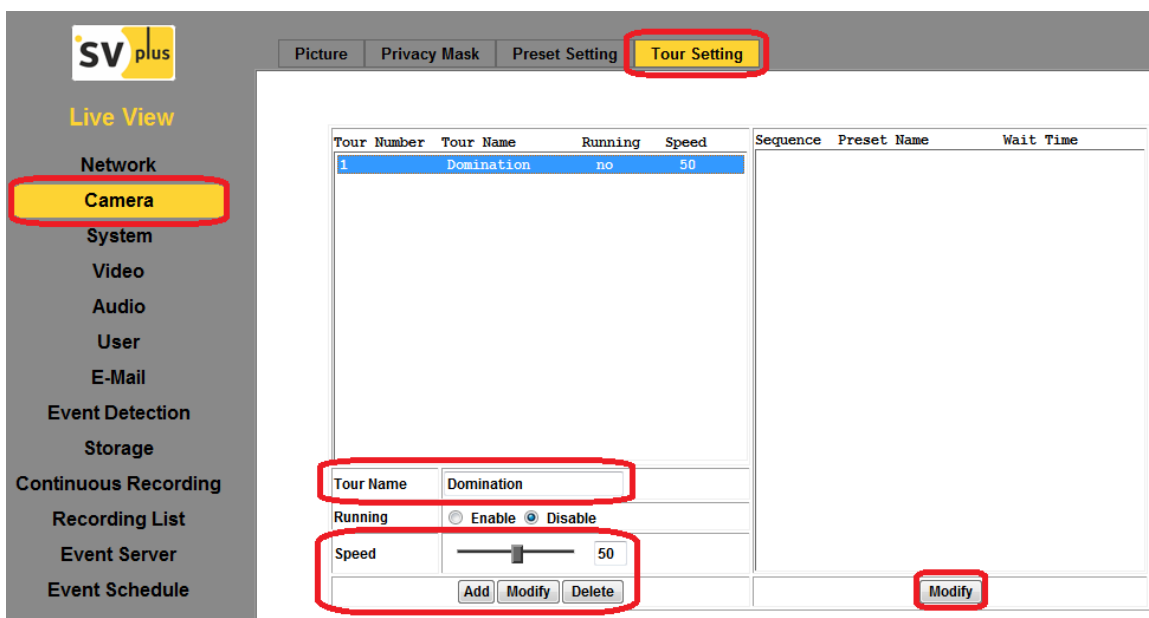 SV plus
Picture Privacy Mask Preset Setting Tour Setting
Live View
Network
Camera
System
Video
Audio
User
E-Mail
Event Detection
Storage
Continuous Recording
Recording List
Event Server
Event Schedule
Tour Number Tour Name Running Speed
1 Domination no 50
Sequence Preset Name Wait Time
Tour Name Domination
Running Enable Disable
Speed 50
Add Modify Delete
Modify